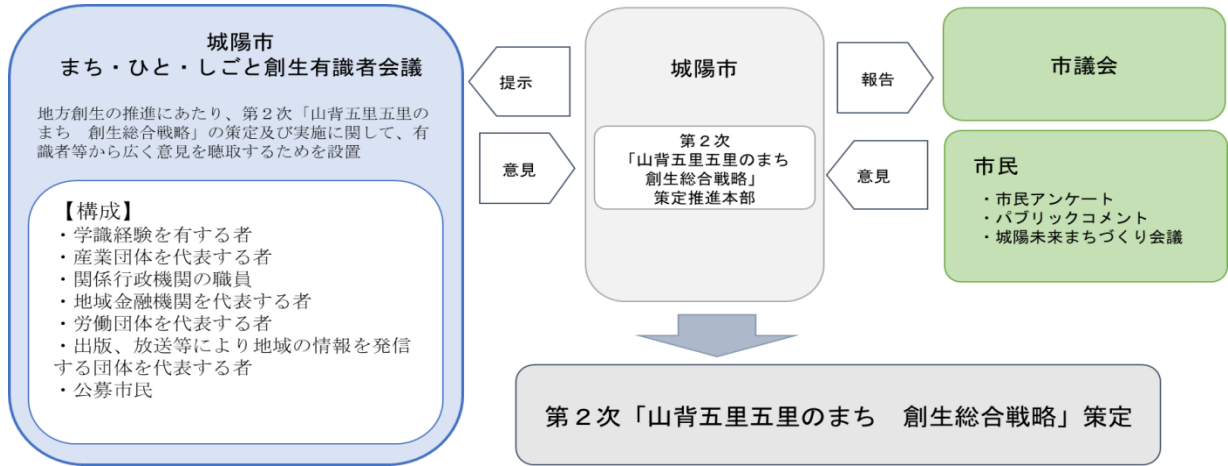 城陽市
まち・ひと・しごと創生有識者会議
地方創生の推進にあたり、第２次「山背五里五里の
まち　創生総合戦略」の策定及び実施に関して、有
識者等から広く意見を聴取するためを設置
【構成】
・学識経験を有する者
・産業団体を代表する者
・関係行政機関の職員
・地域金融機関を代表する者
・労働団体を代表する者
・出版、放送等により地域の情報を発信
する団体を代表する者
・公募市民
提示
意見
城陽市
第２次
「山背五里五里のまち
創生総合戦略」
策定推進本部
報告
意見
市議会
市民
・市民アンケート
・パブリックコメント
・城陽未来まちづくり会議
第２次「山背五里五里のまち　創生総合戦略」策定